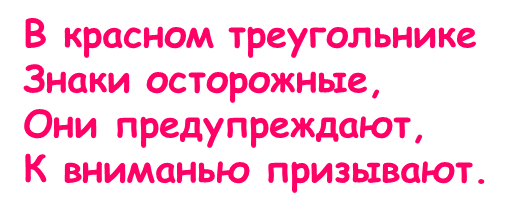 В красном треугольнике
Знаки осторожные,
Они предупреждают,
К вниманью призывают.